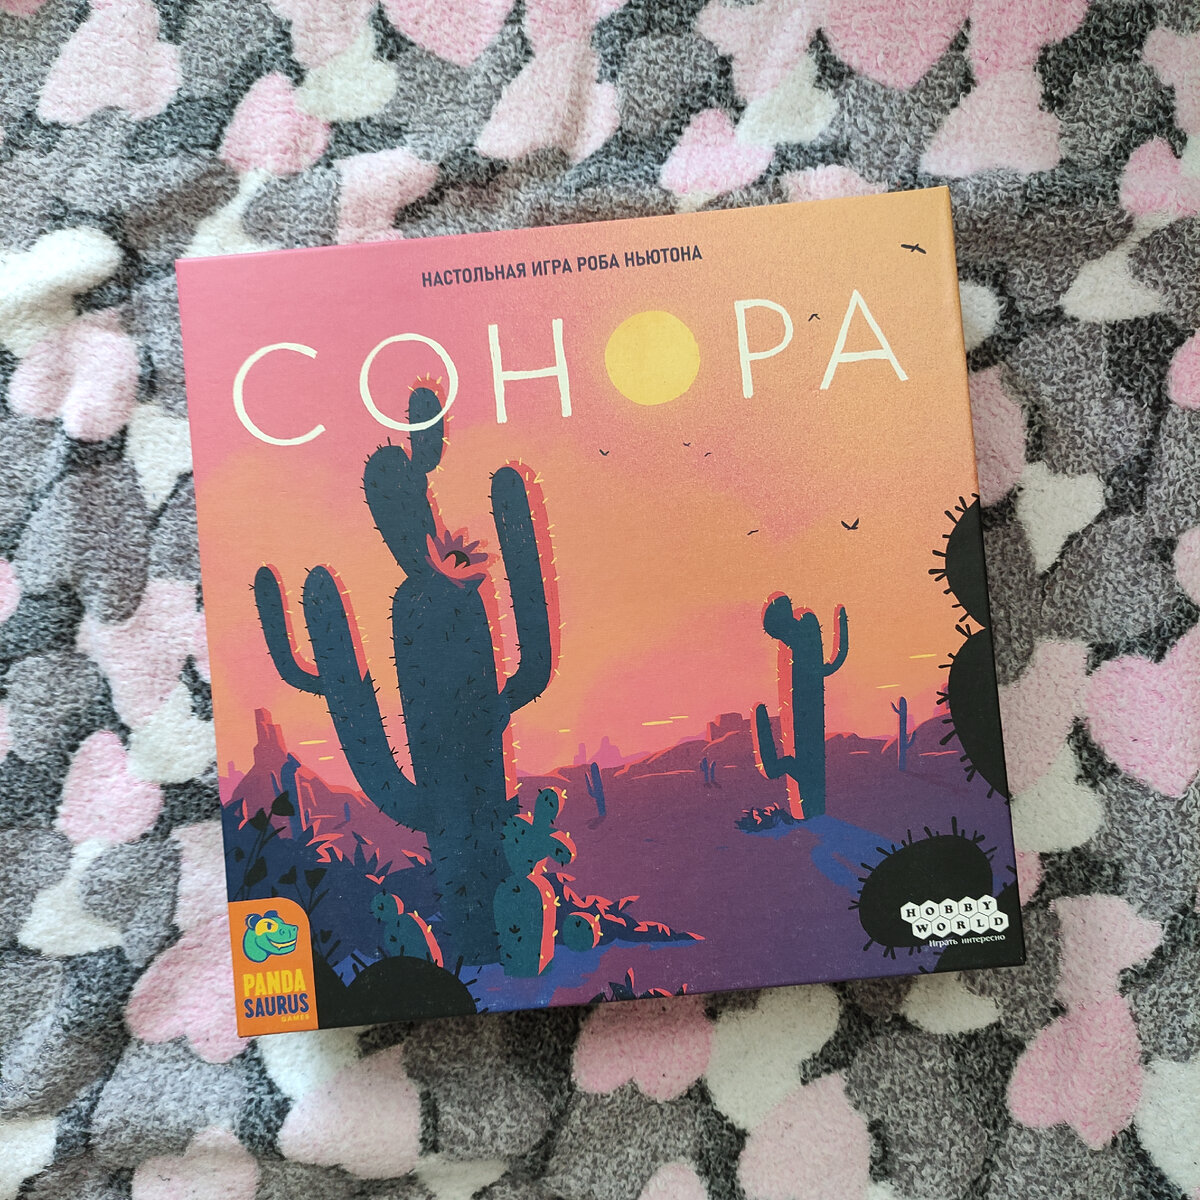 НАСТОЛЬНАЯ ИГРА РОБА НЬЮТОНА
СОНОРА
PANDA
SAURUS
GAMES
HOBBY
WORLD
Играть интересно